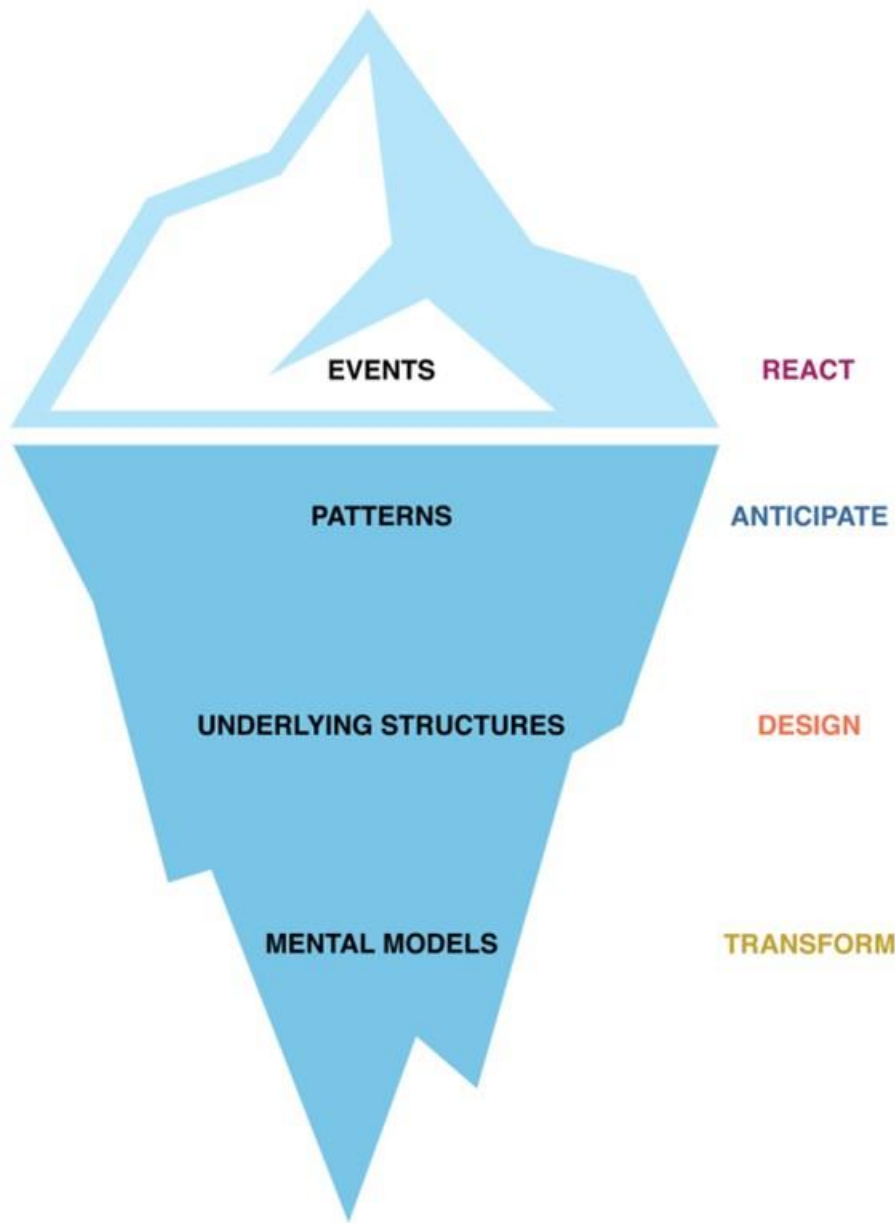 EVENTS REACT
PATTERNS ANTICIPATE
UNDERLYING STRUCTURES DESIGN
MENTAL MODELS TRANSFORM